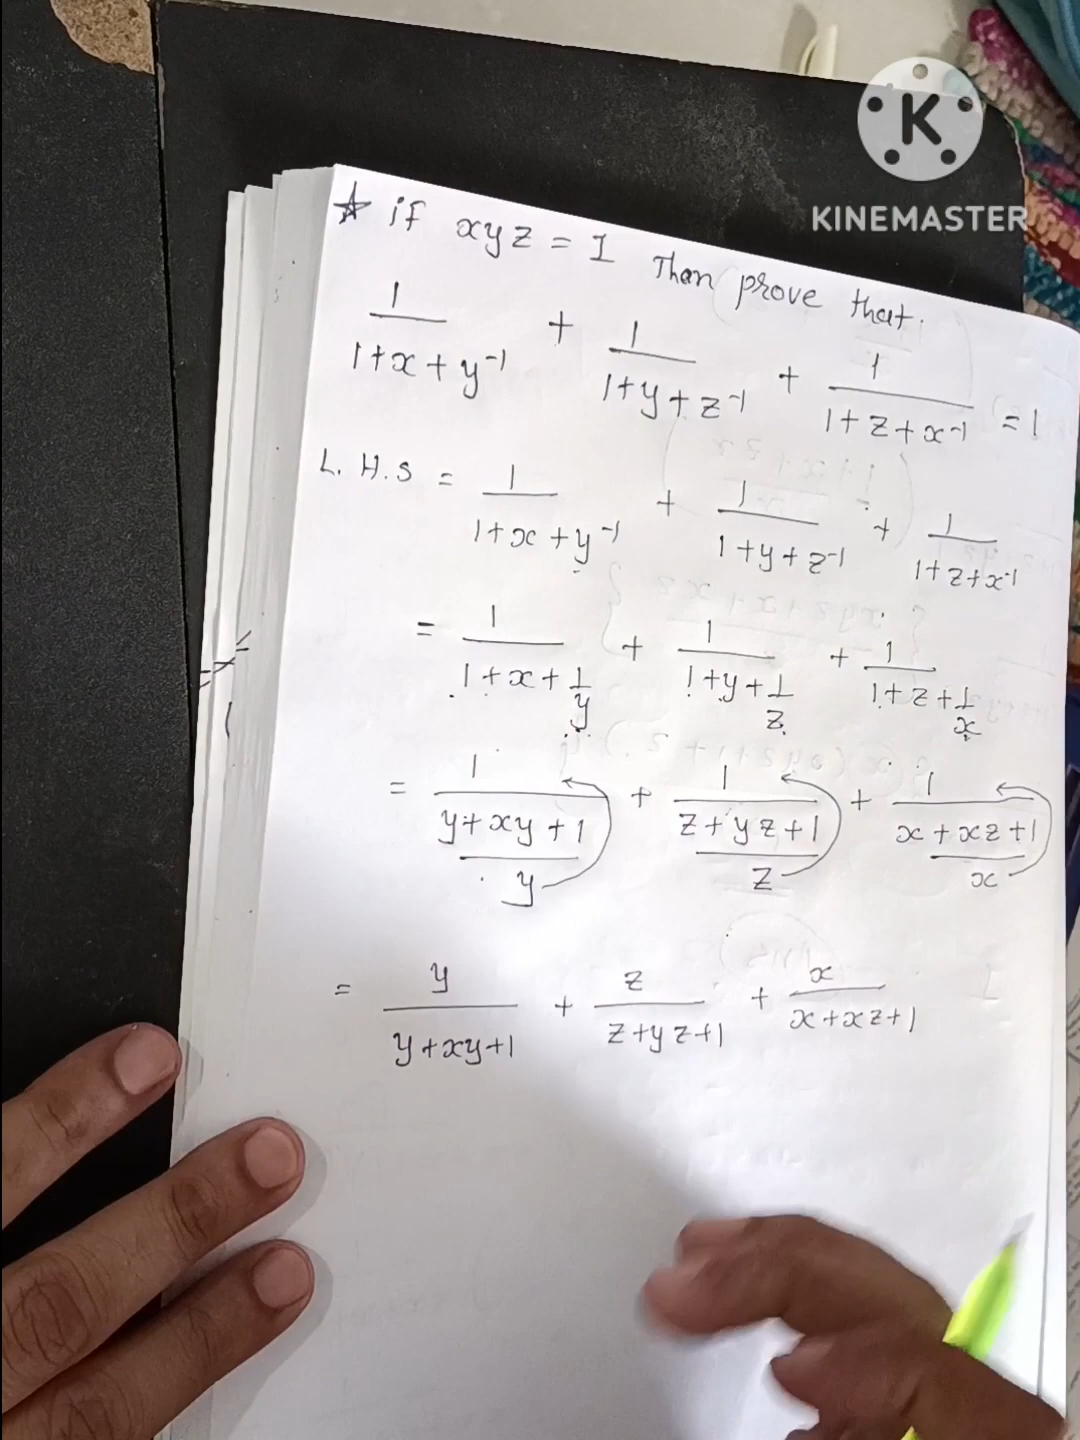 K
KINEMASTER
☆ if xyz = 1 Then prove that.
1/(1+x+y⁻¹) + 1/(1+y+z⁻¹) + 1/(1+z+x⁻¹) = 1
L.H.S = 1/(1+x+y⁻¹) + 1/(1+y+z⁻¹) + 1/(1+z+x⁻¹)
= 1/(1+x+1/y) + 1/(1+y+1/z) + 1/(1+z+1/x)
= 1/((y+xy+1)/y) + 1/((z+yz+1)/z) + 1/((x+xz+1)/x)
= y/(y+xy+1) + z/(z+yz+1) + x/(x+xz+1)